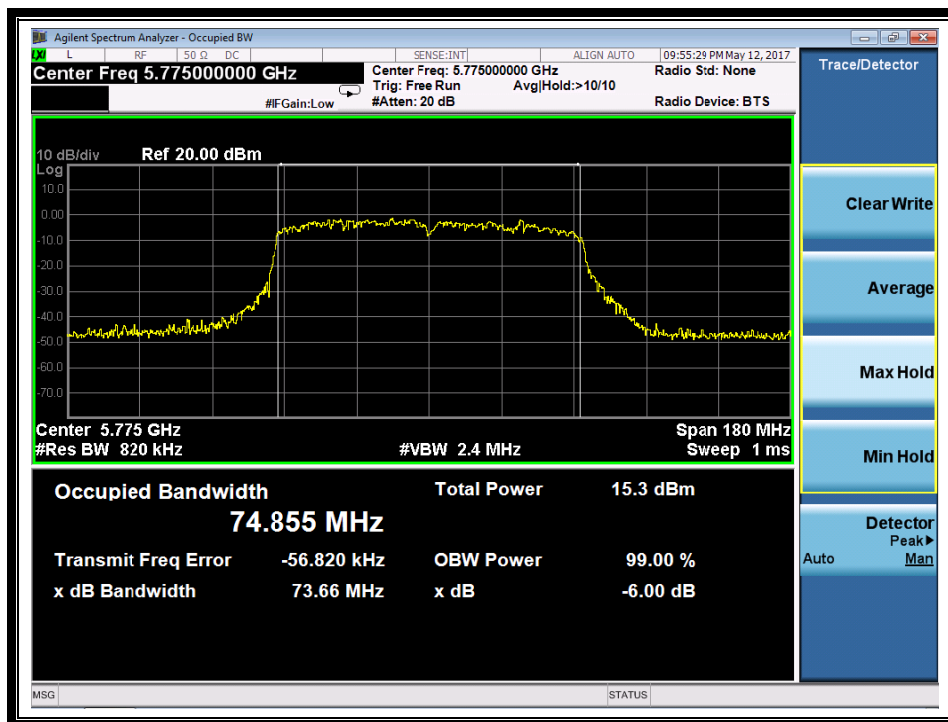 Agilent Spectrum Analyzer - Occupied BW
LXI L RF 50 Ω DC SENSE:INT ALIGN AUTO 09:55:29 PM May 12, 2017
Center Freq 5.775000000 GHz
Center Freq: 5.775000000 GHz
Radio Std: None
Trig: Free Run Avg|Hold:>10/10
#IFGain:Low #Atten: 20 dB Radio Device: BTS
10 dB/div Ref 20.00 dBm
Log
10.0
0.00
-10.0
-20.0
-30.0
-40.0
-50.0
-60.0
-70.0
Center 5.775 GHz Span 180 MHz
#Res BW 820 kHz #VBW 2.4 MHz Sweep 1 ms
Occupied Bandwidth Total Power 15.3 dBm
74.855 MHz
Transmit Freq Error -56.820 kHz OBW Power 99.00 %
x dB Bandwidth 73.66 MHz x dB -6.00 dB
MSG STATUS
Trace/Detector
Clear Write
Average
Max Hold
Min Hold
Detector
Peak▶
Auto Man